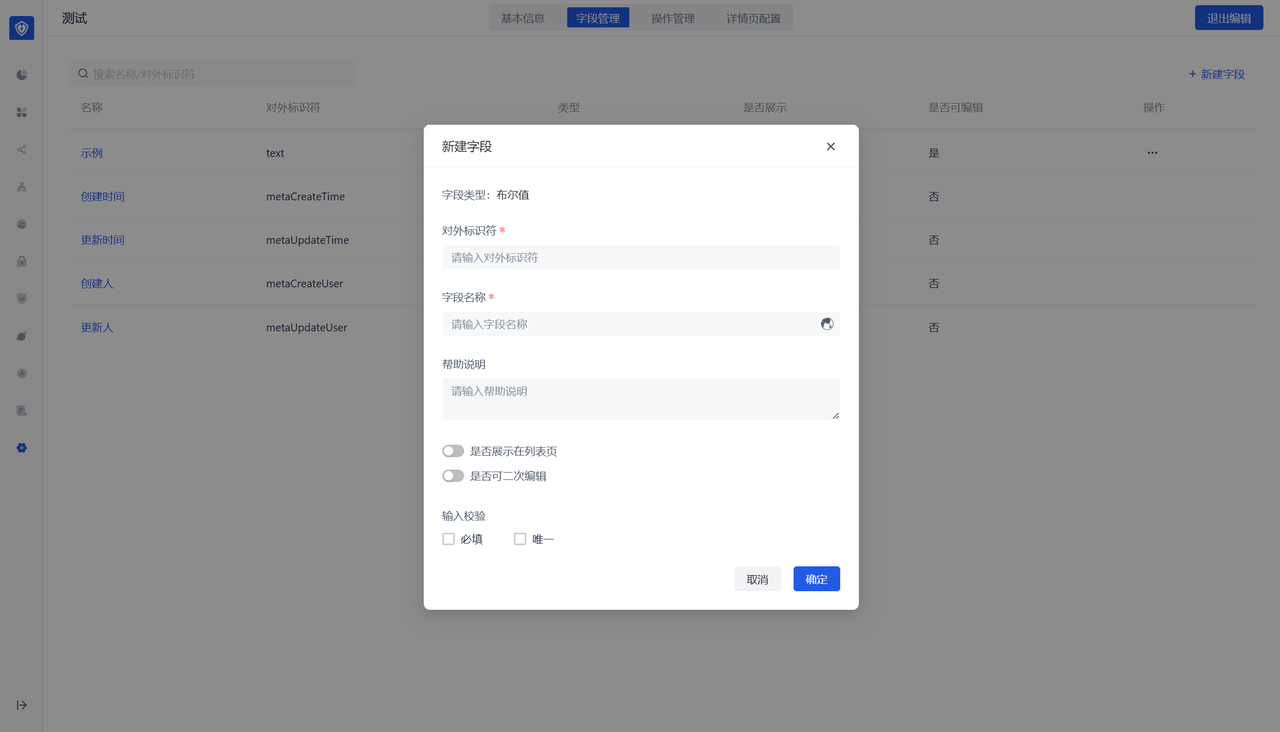 测试
基本信息 字段管理 操作管理 详情页配置
退出编辑
搜索名称/对外标识符
+ 新建字段
名称 对外标识符 类型 是否展示 是否可编辑 操作
示例 text 是 ···
创建时间 metaCreateTime 否
更新时间 metaUpdateTime 否
创建人 metaCreateUser 否
更新人 metaUpdateUser 否
新建字段
字段类型: 布尔值
对外标识符 *
请输入对外标识符
字段名称 *
请输入字段名称
帮助说明
请输入帮助说明
是否展示在列表页
是否可二次编辑
输入校验
必填 唯一
取消 确定